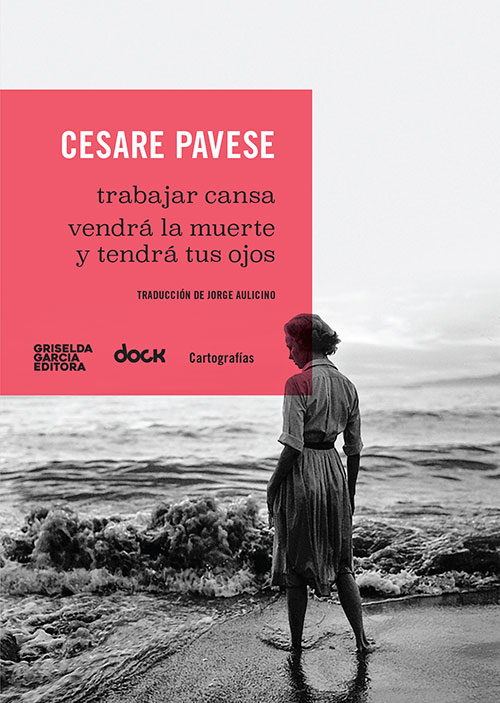 CESARE PAVESE
trabajar cansa
vendrá la muerte
y tendrá tus ojos
TRADUCCIÓN DE JORGE AULICINO
GRISELDA
GARCIA
EDITORA
dock
Cartografías